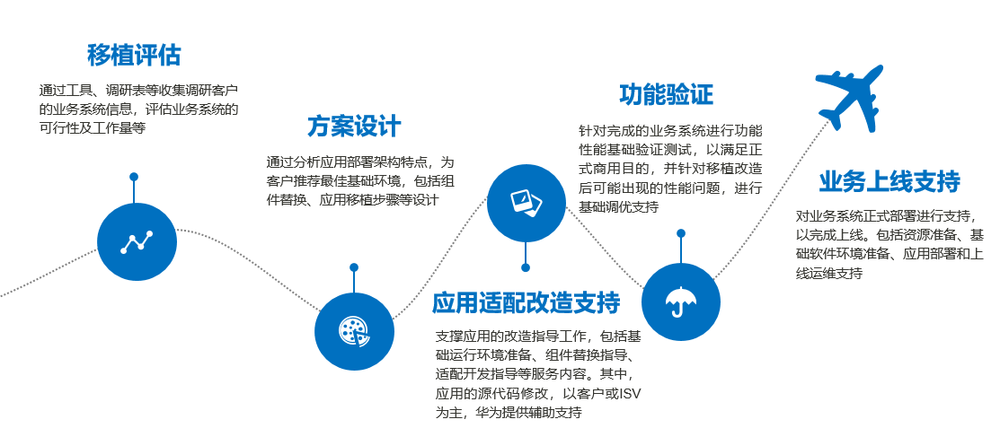 移植评估
通过工具、调研表等收集调研客户
的业务系统信息，评估业务系统的
可行性及工作量等
方案设计
通过分析应用部署架构特点，为
客户推荐最佳基础环境，包括组
件替换、应用移植步骤等设计
应用适配改造支持
支撑应用的改造指导工作，包括基
础运行环境准备、组件替换指导、
适配开发指导等服务内容。其中，
应用的源代码修改，以客户或ISV
为主，华为提供辅助支持
功能验证
针对完成的业务系统进行功能
性能基础验证测试，以满足正
式商用目的，并针对移植改造
后可能出现的性能问题，进行
基础调优支持
业务上线支持
对业务系统正式部署进行支持，
以完成上线。包括资源准备、基
础软件环境准备、应用部署和上
线运维支持